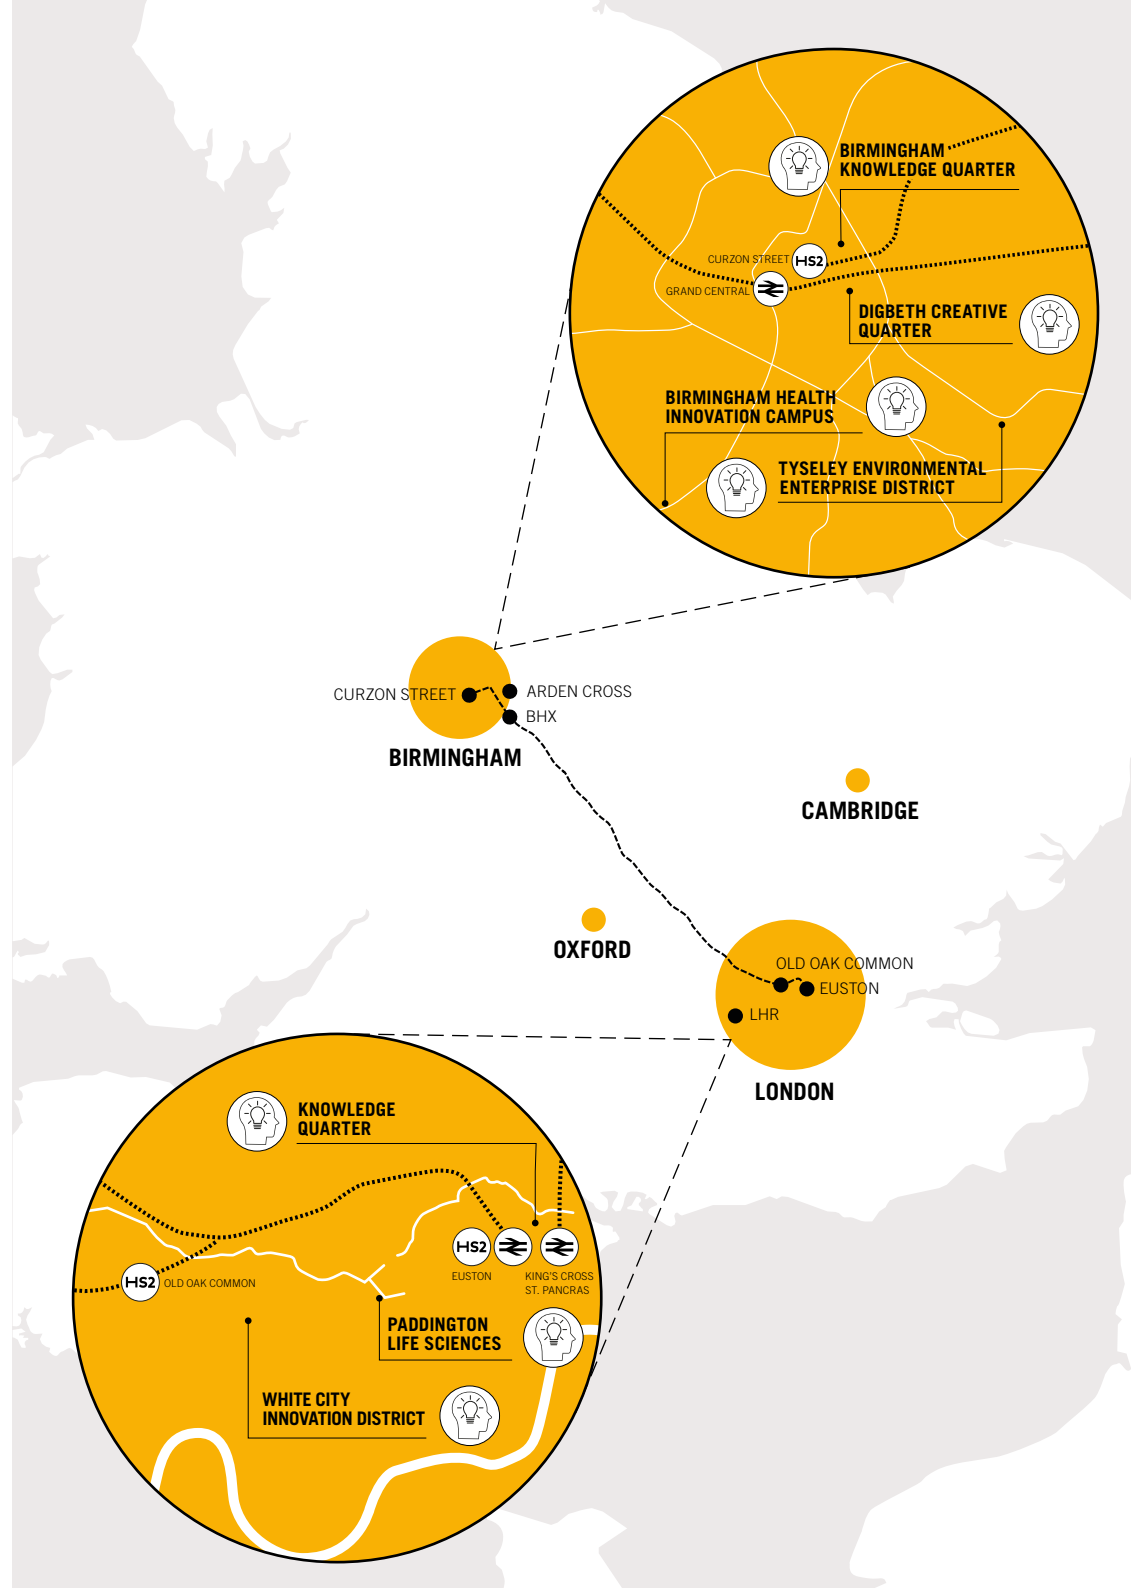 BIRMINGHAM
KNOWLEDGE QUARTER
CURZON STREET
HS2
GRAND CENTRAL
DIGBETH CREATIVE
QUARTER
BIRMINGHAM HEALTH
INNOVATION CAMPUS
TYSELEY ENVIRONMENTAL
ENTERPRISE DISTRICT
CURZON STREET
ARDEN CROSS
BHX
BIRMINGHAM
CAMBRIDGE
OXFORD
OLD OAK COMMON
EUSTON
LHR
LONDON
KNOWLEDGE
QUARTER
HS2
EUSTON
KING'S CROSS
ST. PANCRAS
HS2
OLD OAK COMMON
PADDINGTON
LIFE SCIENCES
WHITE CITY
INNOVATION DISTRICT